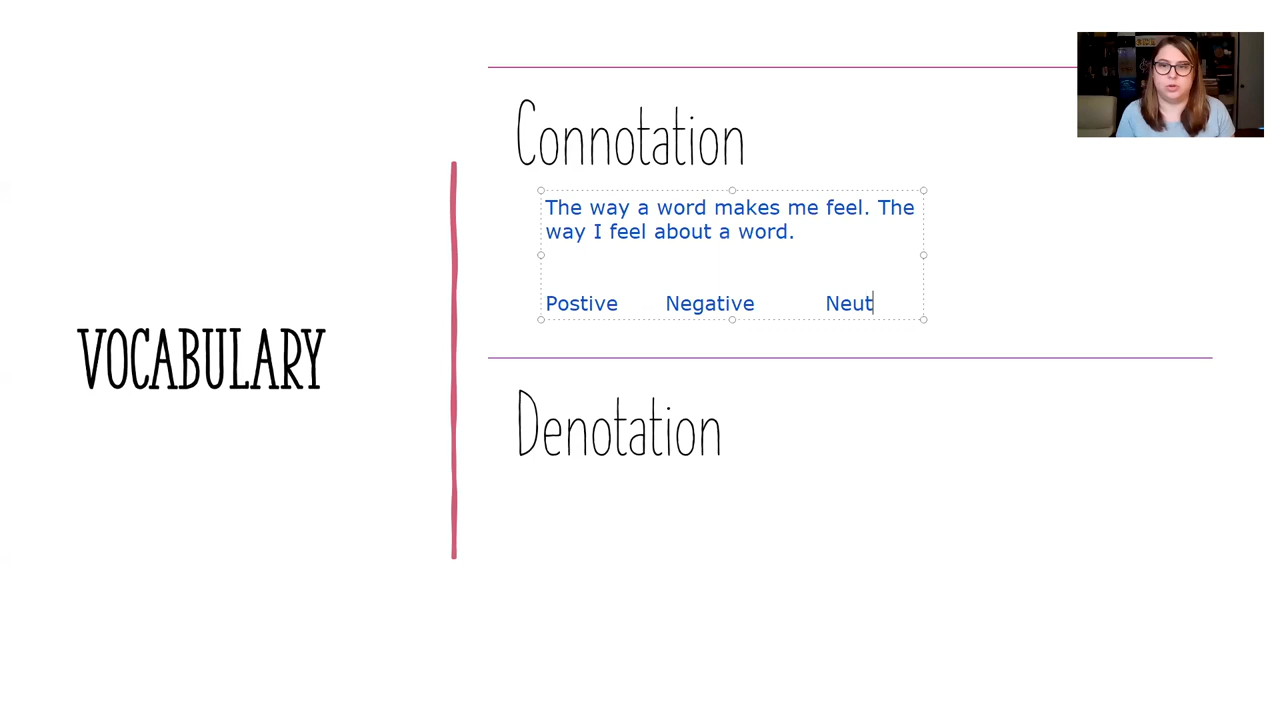 VOCABULARY
Connotation
The way a word makes me feel. The
way I feel about a word.
Postive Negative Neut
Denotation